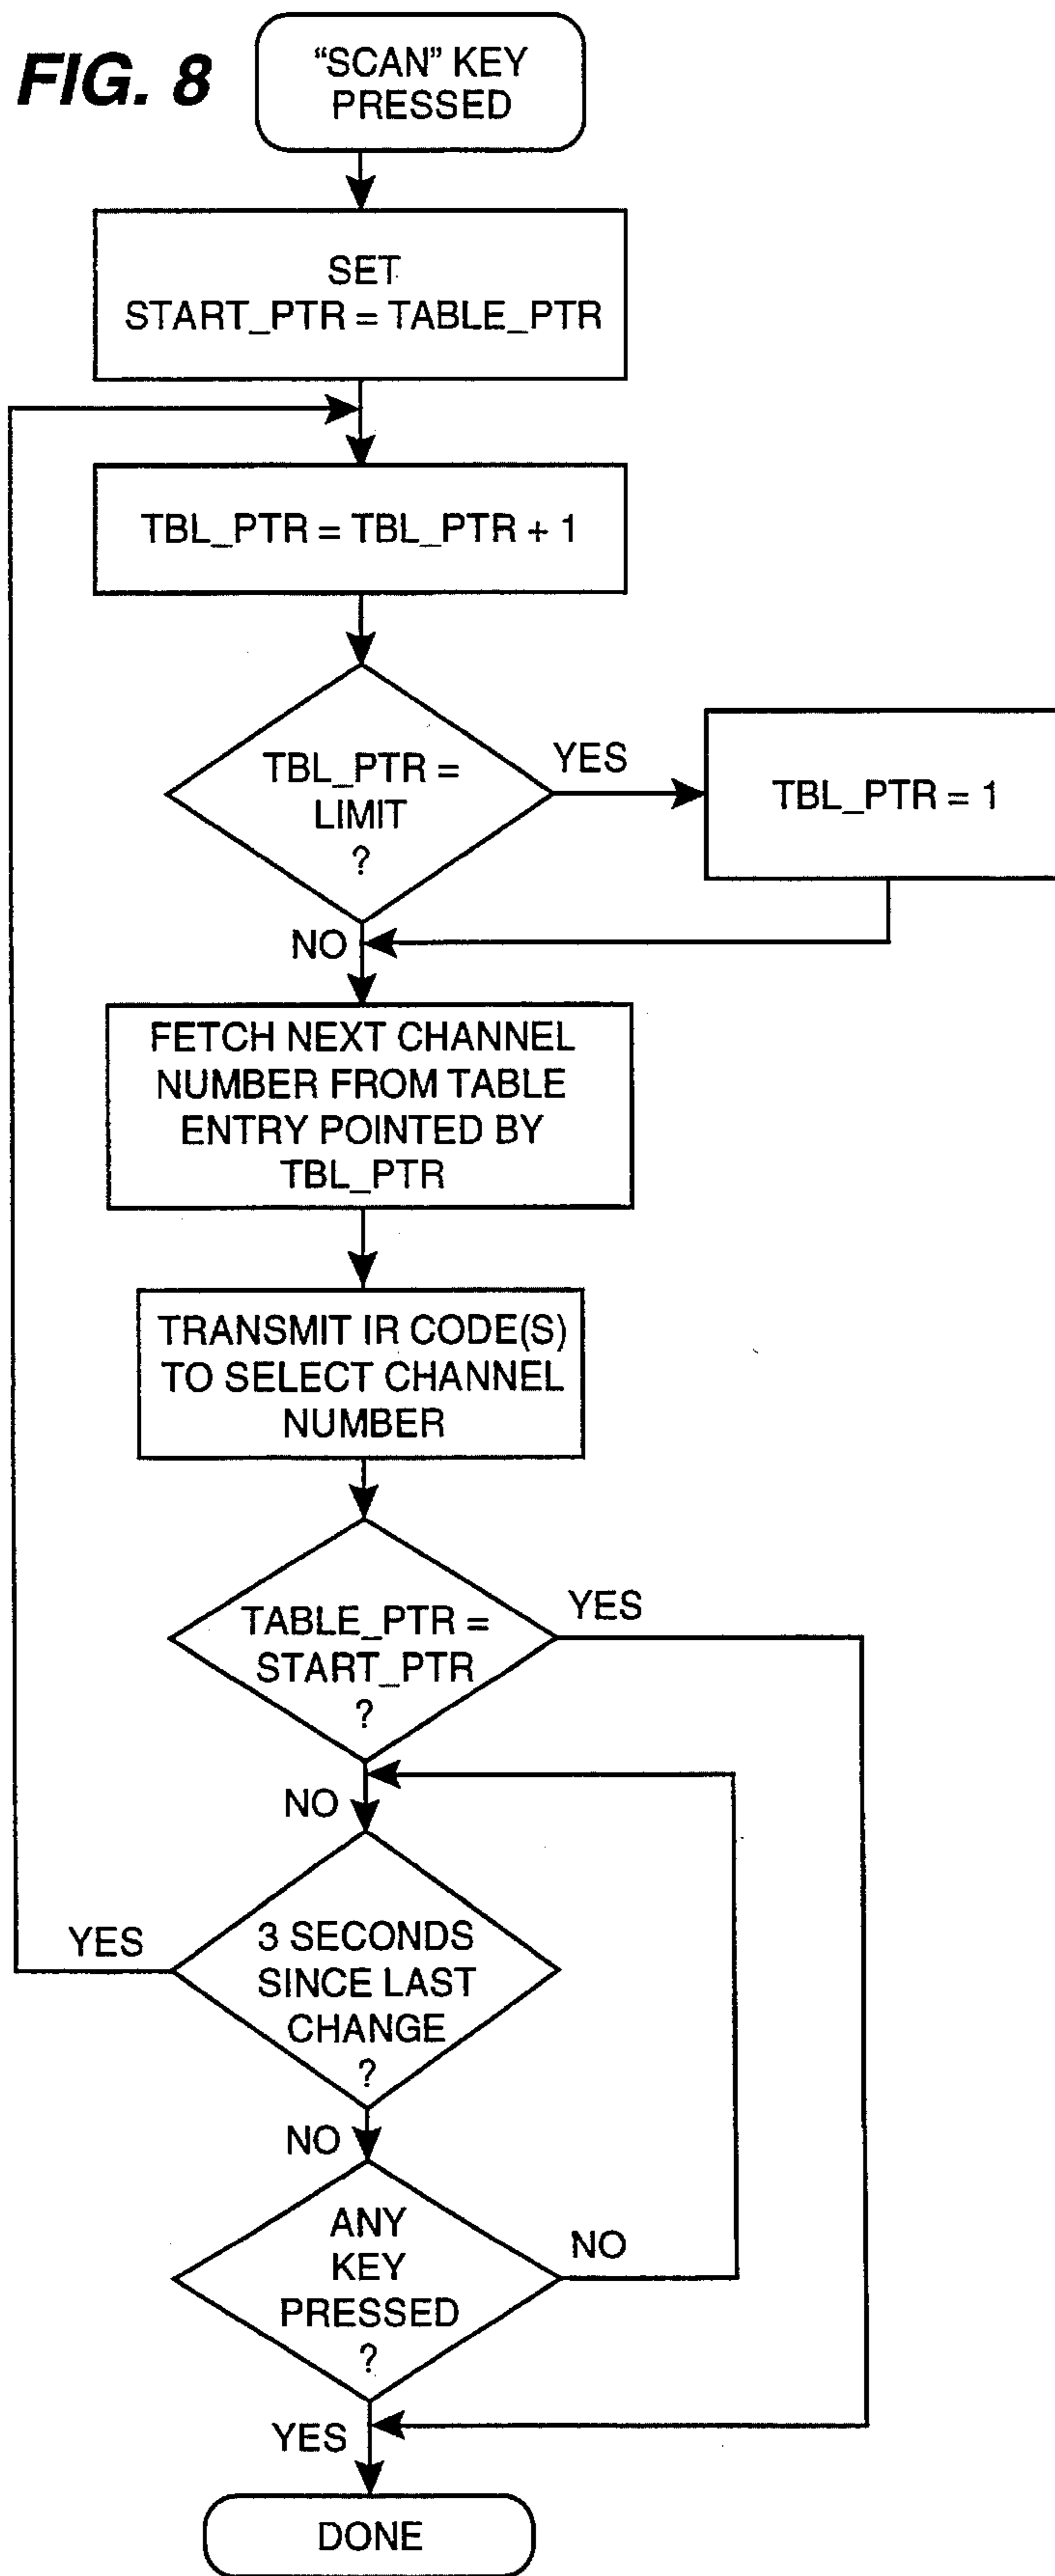 FIG. 8
“SCAN” KEY
PRESSED
SET
START_PTR = TABLE_PTR
TBL_PTR = TBL_PTR + 1
TBL_PTR =
LIMIT
?
YES
TBL_PTR = 1
NO
FETCH NEXT CHANNEL
NUMBER FROM TABLE
ENTRY POINTED BY
TBL_PTR
TRANSMIT IR CODE(S)
TO SELECT CHANNEL
NUMBER
TABLE_PTR =
START_PTR
?
YES
NO
3 SECONDS
SINCE LAST
CHANGE
?
YES
NO
ANY
KEY
PRESSED
?
NO
YES
DONE